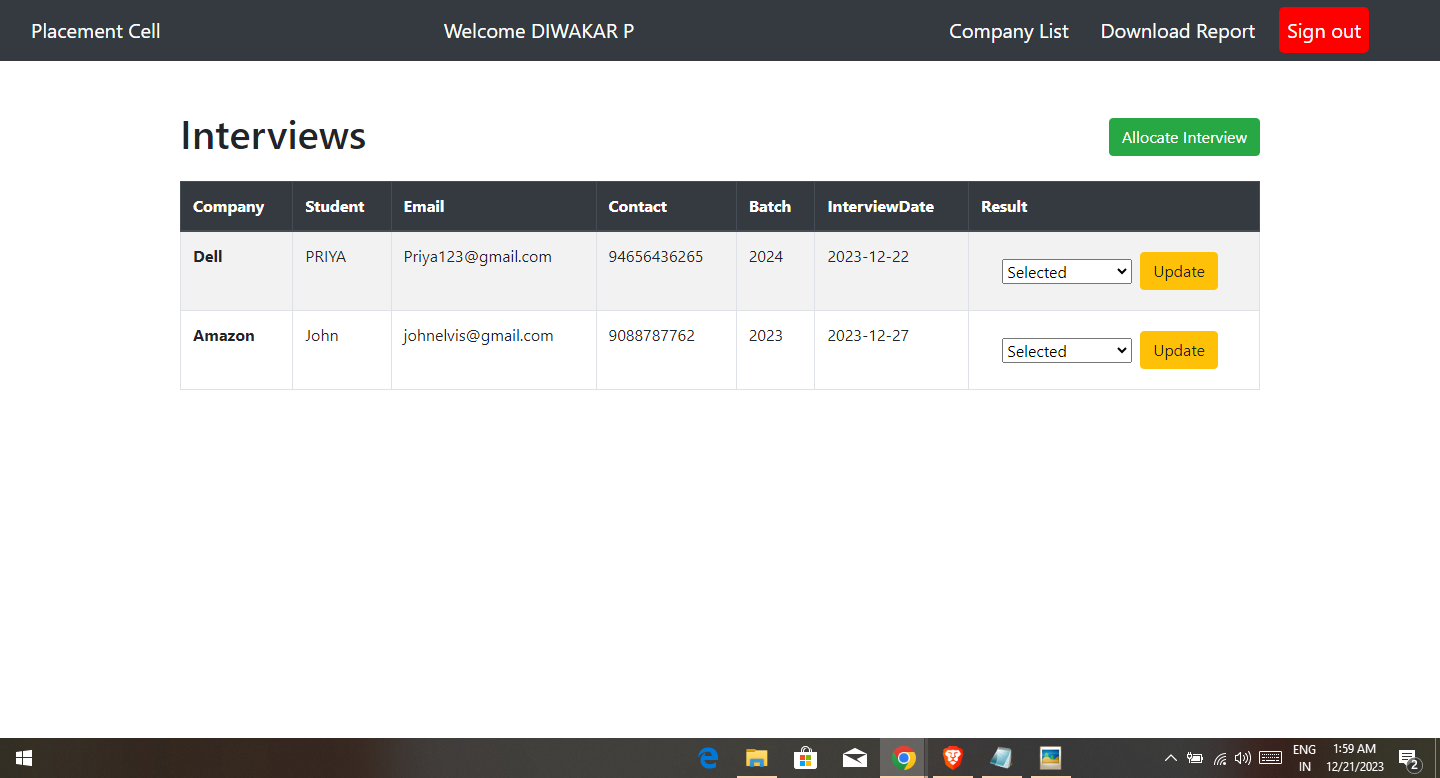 Placement Cell Welcome DIWAKAR P Company List Download Report Sign out
Interviews
Allocate Interview
Company Student Email Contact Batch InterviewDate Result
Dell PRIYA Priya123@gmail.com 94656436265 2024 2023-12-22 Selected Update
Amazon John johnelvis@gmail.com 9088787762 2023 2023-12-27 Selected Update
ENG 1:59 AM
IN 12/21/2023 2